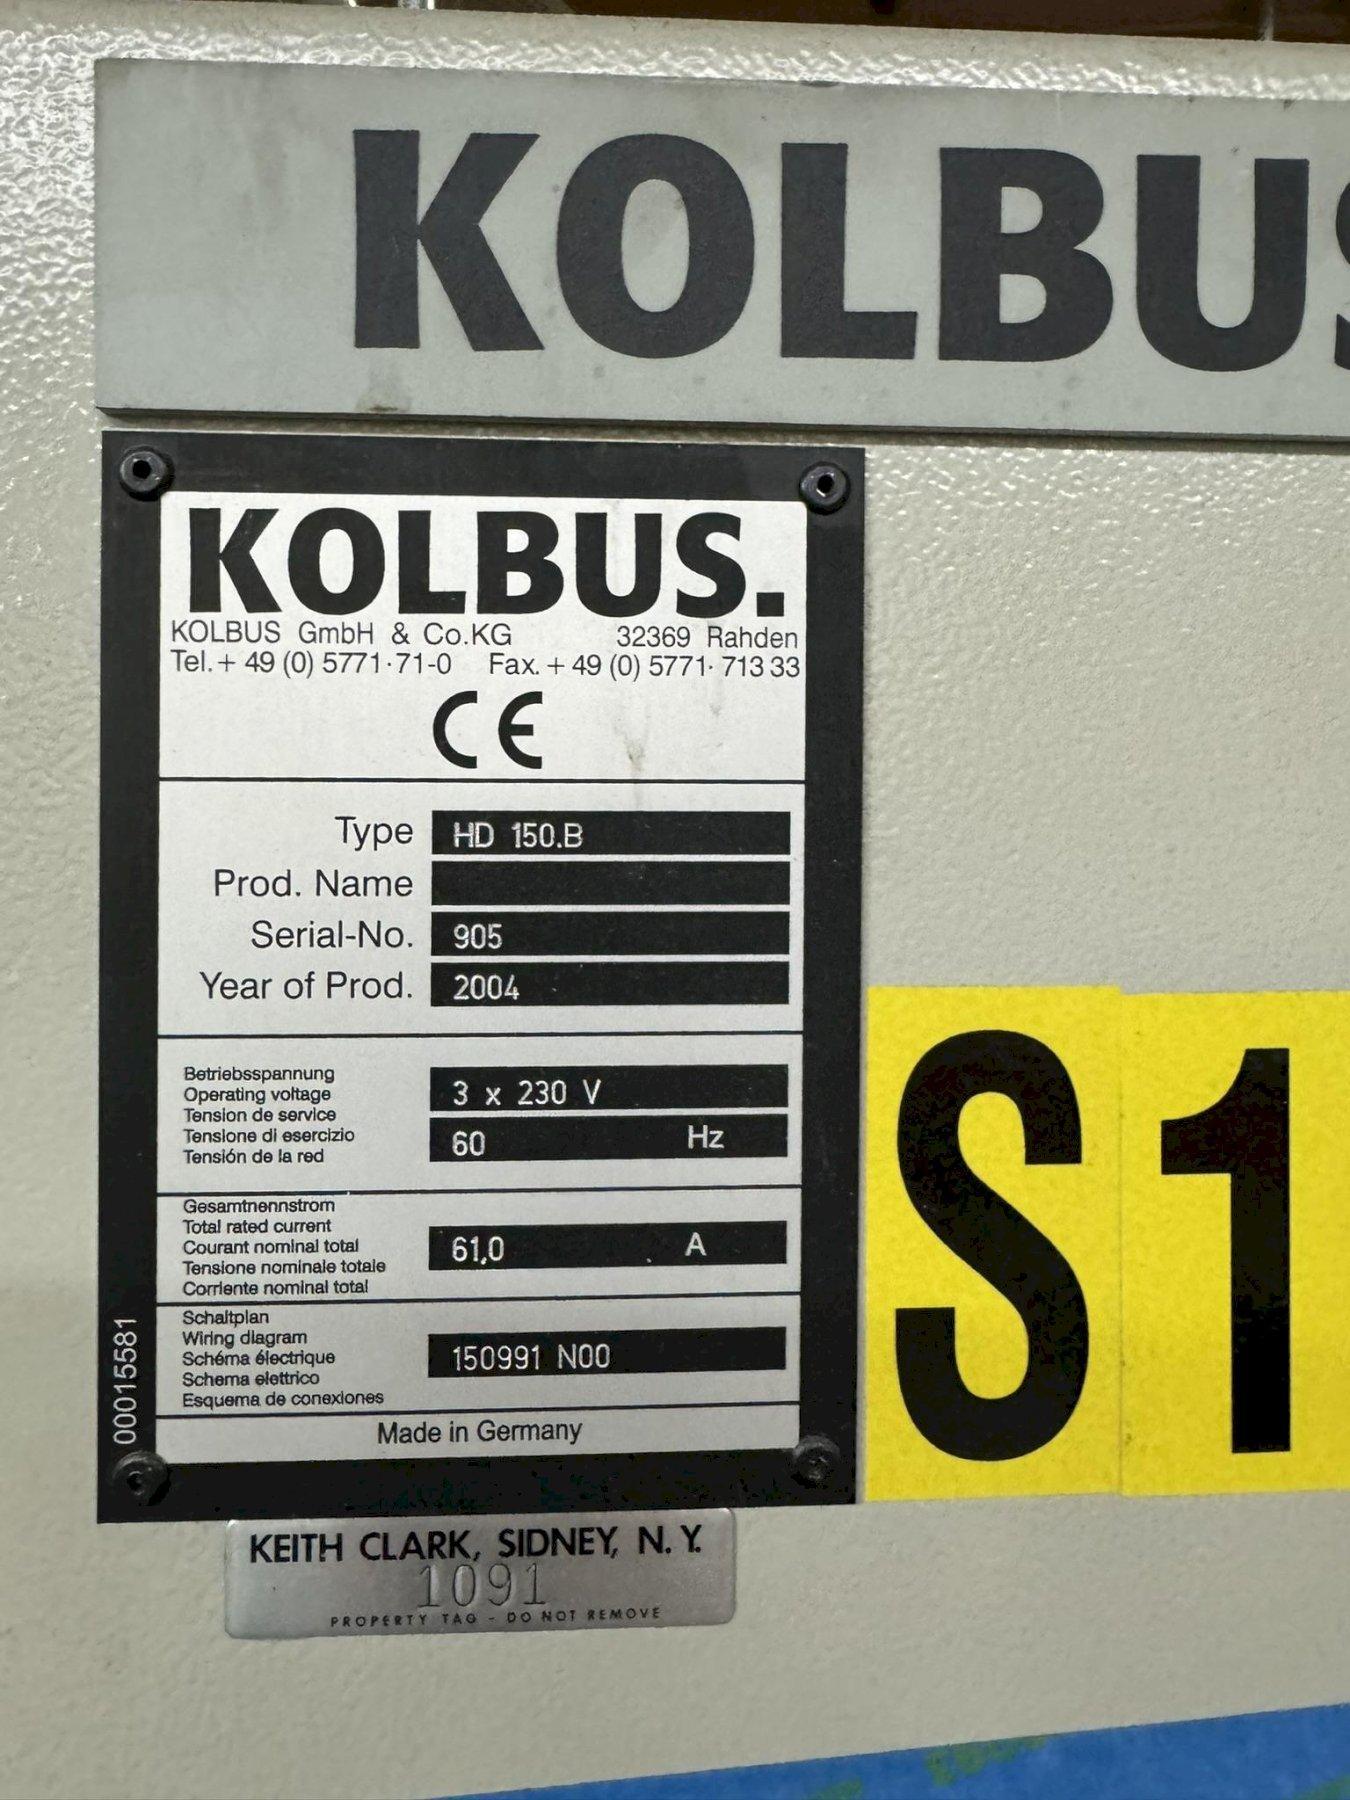 KOLBUS
KOLBUS.
KOLBUS GmbH & Co.KG 32369 Rahden
Tel. + 49 (0) 5771·71-0 Fax. + 49 (0) 5771· 713 33
CE
Type HD 150.B
Prod. Name
Serial-No. 905
Year of Prod. 2004
Betriebsspannung
Operating voltage
Tension de service
Tensione di esercizio
Tensión de la red
3 x 230 V
60 Hz
Gesamtnennstrom
Total rated current
Courant nominal total
Tensione nominale totale
Corriente nominal total
61,0 A
Schaltplan
Wiring diagram
Schéma électrique
Schema elettrico
Esquema de conexiones
150991 N00
Made in Germany
00015581
S1
KEITH CLARK, SIDNEY, N.Y.
1091
PROPERTY TAG - DO NOT REMOVE